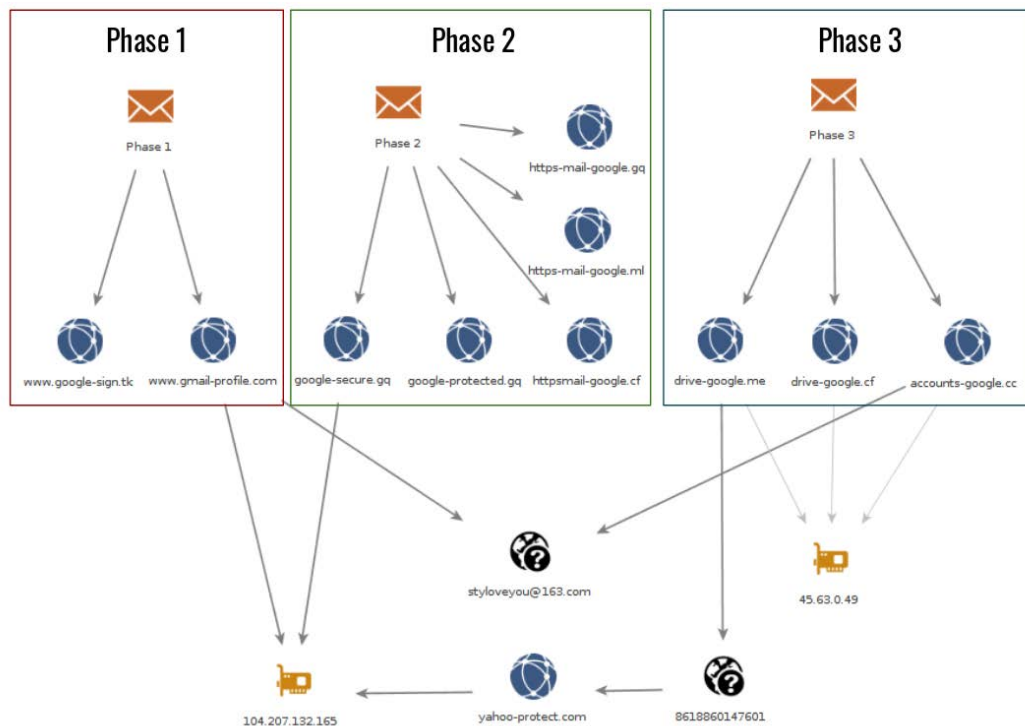 Phase 1
Phase 2
Phase 3
Phase 1
Phase 2
Phase 3
https-mail-google.gq
https-mail-google.ml
www.google-sign.tk
www.gmail-profile.com
google-secure.gq
google-protected.gq
httpsmail-google.cf
drive-google.me
drive-google.cf
accounts-google.cc
styloveyou@163.com
45.63.0.49
104.207.132.165
yahoo-protect.com
8618860147601